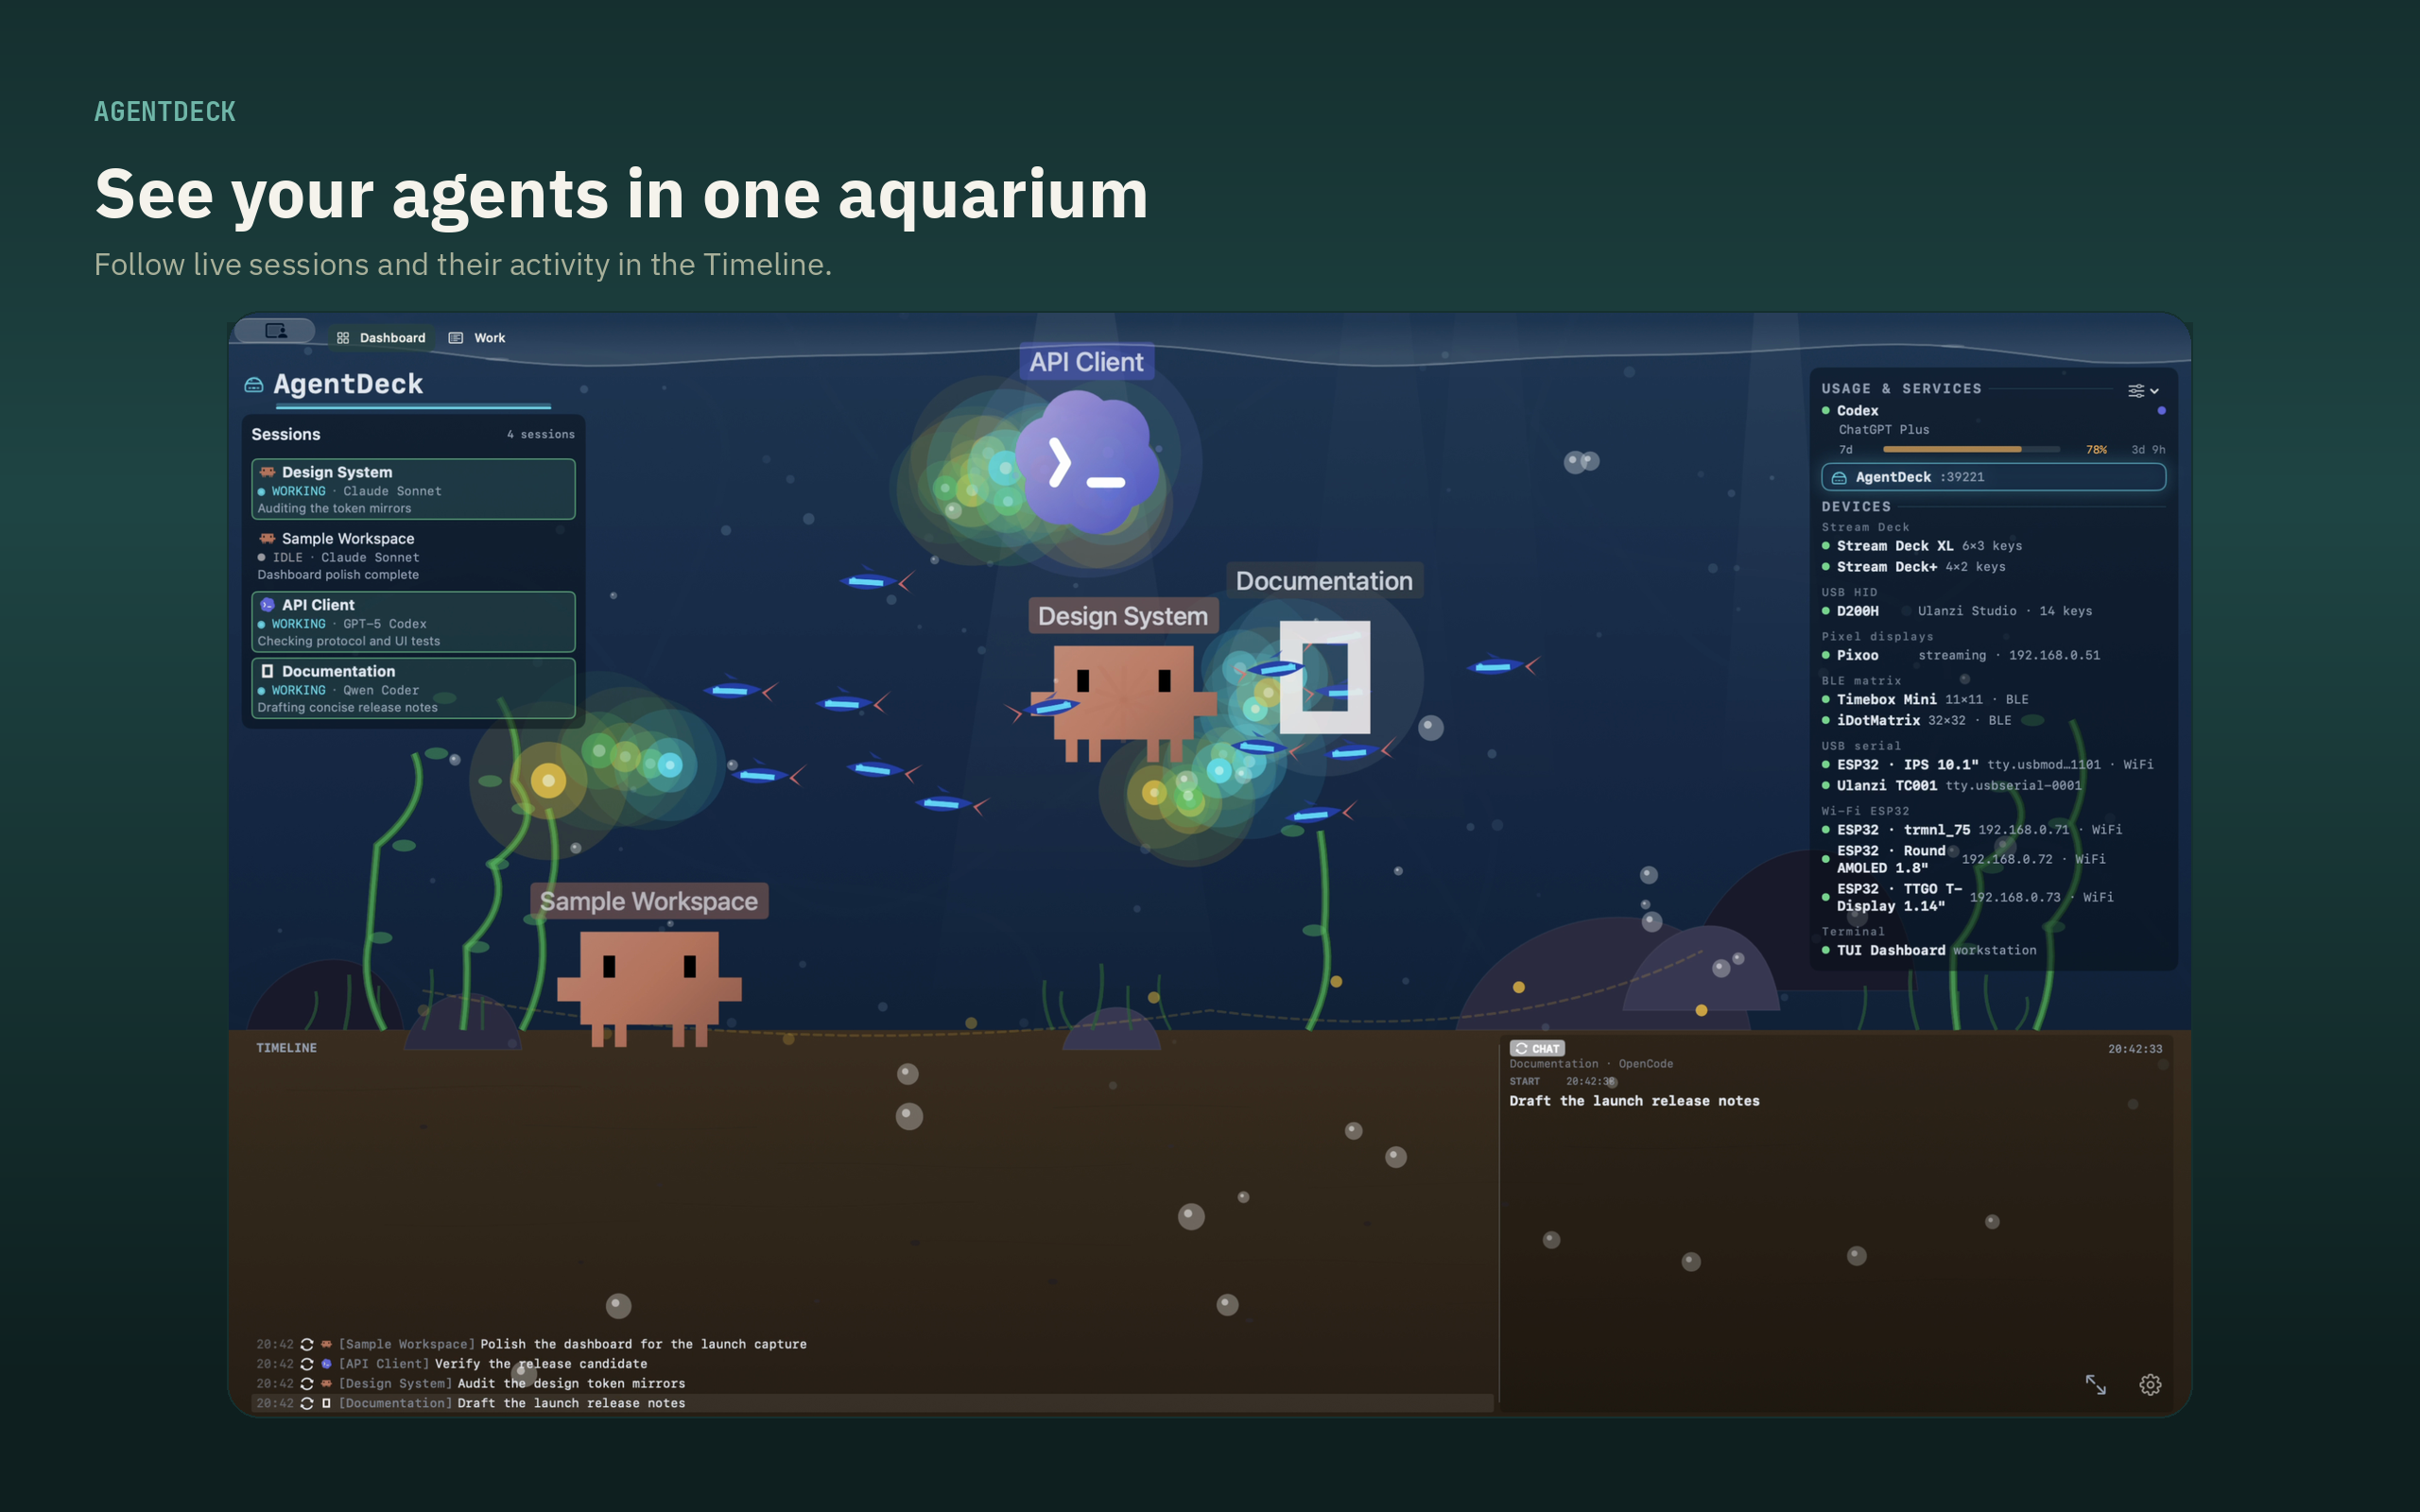 AGENTDECK
See your agents in one aquarium
Follow live sessions and their activity in the Timeline.
Dashboard
Work
AgentDeck
Sessions 4 sessions
Design System
WORKING · Claude Sonnet
Auditing the token mirrors
Sample Workspace
IDLE · Claude Sonnet
Dashboard polish complete
API Client
WORKING · GPT-5 Codex
Checking protocol and UI tests
Documentation
WORKING · Qwen Coder
Drafting concise release notes
API Client
Documentation
Design System
Sample Workspace
USAGE & SERVICES
Codex
ChatGPT Plus
7d 78% 3d 9h
AgentDeck :39221
DEVICES
Stream Deck
Stream Deck XL 6×3 keys
Stream Deck+ 4×2 keys
USB HID
D200H Ulanzi Studio · 14 keys
Pixel displays
Pixoo streaming · 192.168.0.51
BLE matrix
Timebox Mini 11×11 · BLE
iDotMatrix 32×32 · BLE
USB serial
ESP32 · IPS 10.1" tty.usbmod…1101 · WiFi
Ulanzi TC001 tty.usbserial-0001
Wi-Fi ESP32
ESP32 · trmnl_75 192.168.0.71 · WiFi
ESP32 · Round AMOLED 1.8" 192.168.0.72 · WiFi
ESP32 · TTGO T-Display 1.14" 192.168.0.73 · WiFi
Terminal
TUI Dashboard workstation
TIMELINE
20:42 [Sample Workspace] Polish the dashboard for the launch capture
20:42 [API Client] Verify the release candidate
20:42 [Design System] Audit the design token mirrors
20:42 [Documentation] Draft the launch release notes
CHAT 20:42:33
Documentation · OpenCode
START
Draft the launch release notes